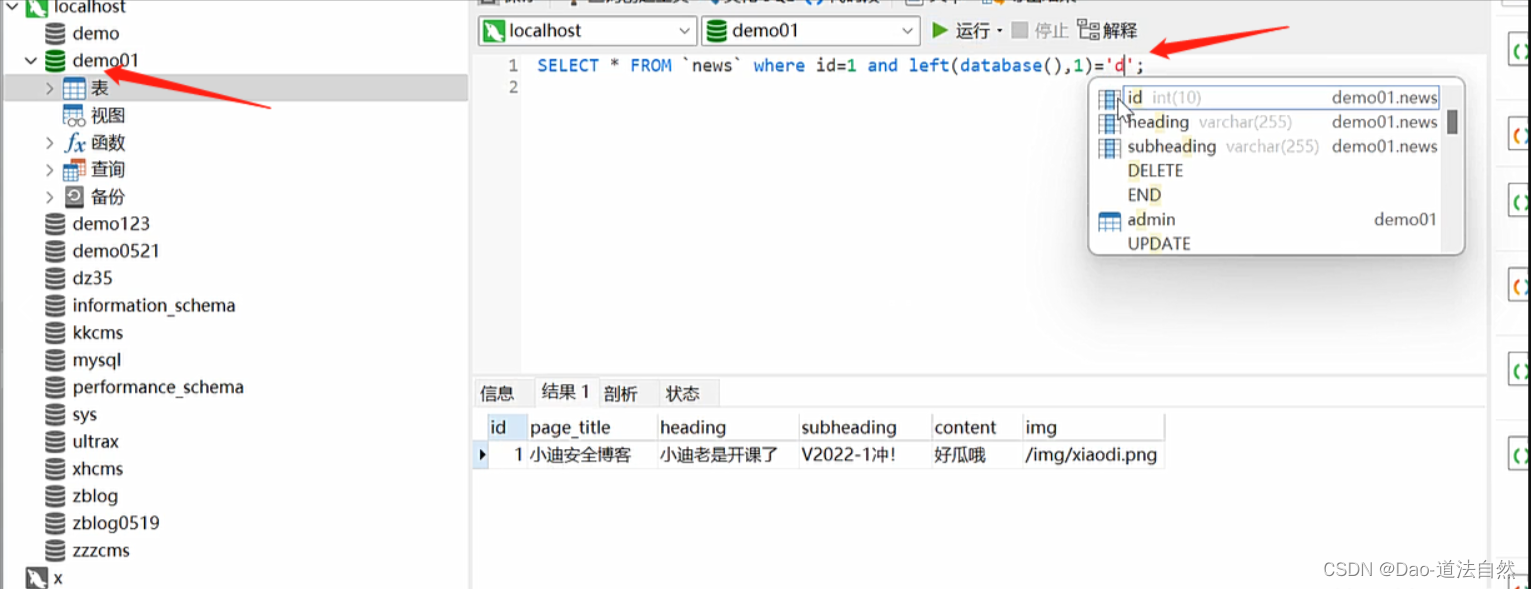 localhost
demo
demo01
表
视图
函数
查询
备份
demo123
demo0521
dz35
information_schema
kkcms
mysql
performance_schema
sys
ultrax
xhcms
zblog
zblog0519
zzzcms
x
localhost demo01 运行 停止 解释
1 SELECT * FROM `news` where id=1 and left(database(),1)='d';
2
id int(10) demo01.news
heading varchar(255) demo01.news
subheading varchar(255) demo01.news
DELETE
END
admin demo01
UPDATE
信息 结果 1 剖析 状态
id page_title heading subheading content img
1 小迪安全博客 小迪老是开课了 V2022-1冲! 好瓜哦 /img/xiaodi.png
CSDN @Dao-道法自然